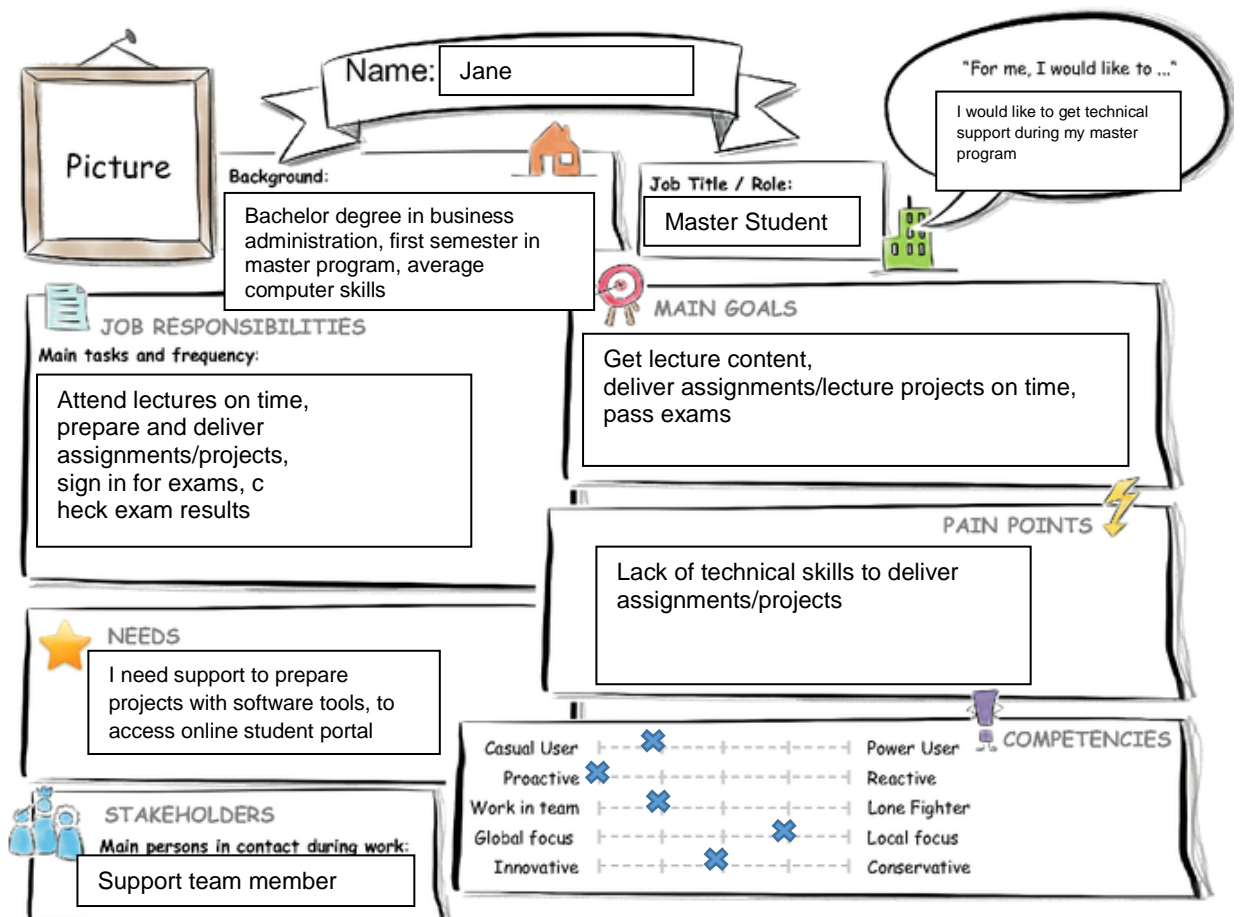 Name: Jane
"For me, I would like to ..."
I would like to get technical
support during my master
program
Picture
Background:
Bachelor degree in business
administration, first semester in
master program, average
computer skills
Job Title / Role:
Master Student
JOB RESPONSIBILITIES
Main tasks and frequency:
Attend lectures on time,
prepare and deliver
assignments/projects,
sign in for exams, c
heck exam results
MAIN GOALS
Get lecture content,
deliver assignments/lecture projects on time,
pass exams
PAIN POINTS
Lack of technical skills to deliver
assignments/projects
NEEDS
I need support to prepare
projects with software tools, to
access online student portal
COMPETENCIES
Casual User Power User
Proactive Reactive
Work in team Lone Fighter
Global focus Local focus
Innovative Conservative
STAKEHOLDERS
Main persons in contact during work:
Support team member